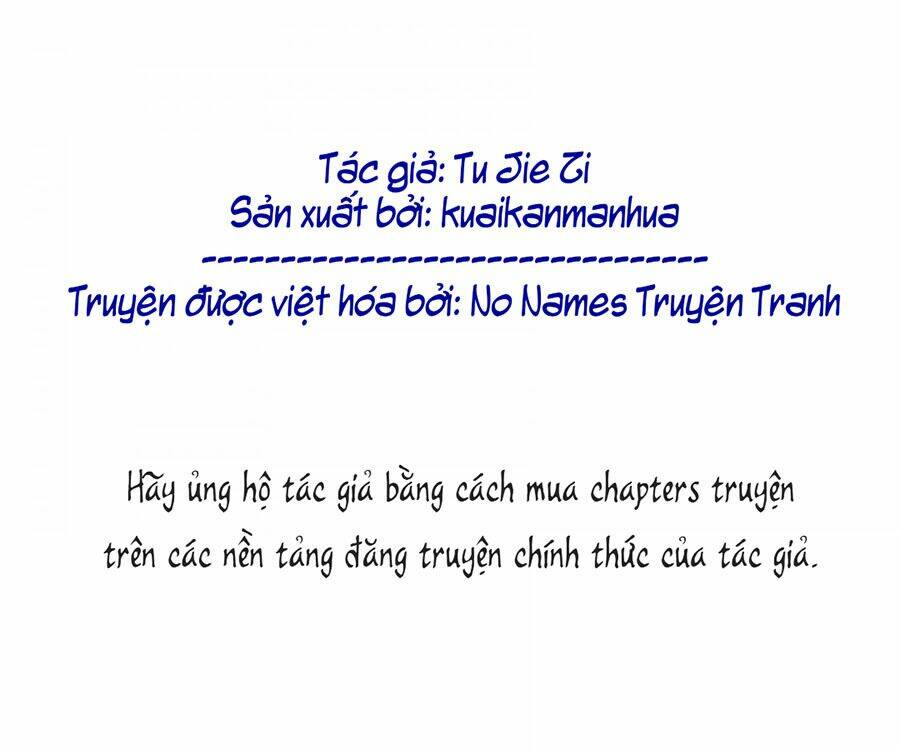 Tác giả: Tu Jie Zi
Sản xuất bởi: kuaikanmanhua
--------------------------------
Truyện được việt hóa bởi: No Names Truyện Tranh
Hãy ủng hộ tác giả bằng cách mua chapters truyện
trên các nền tảng đăng truyện chính thức của tác giả.